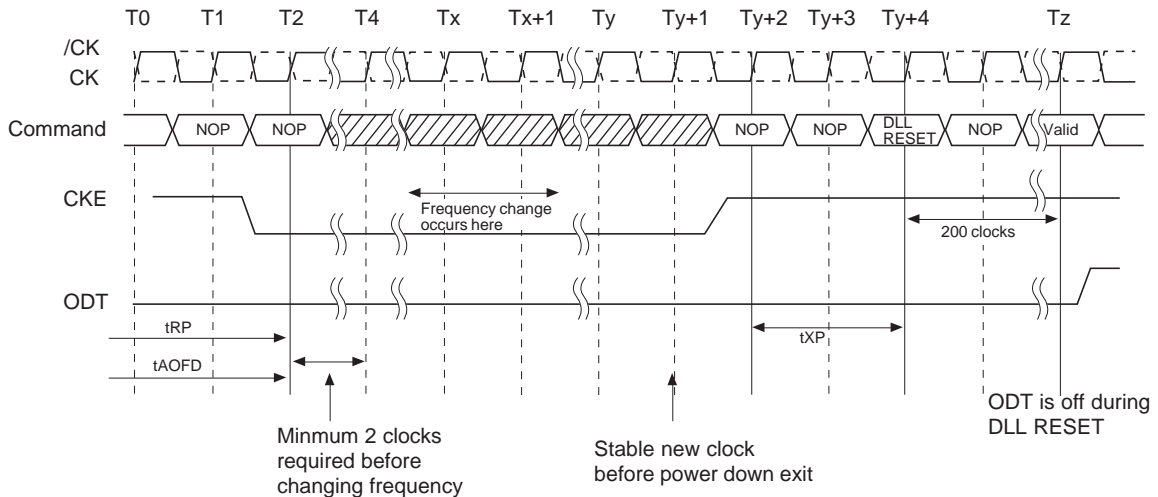 T0 T1 T2 T4 Tx Tx+1 Ty Ty+1 Ty+2 Ty+3 Ty+4 Tz
/CK
CK
Command NOP NOP NOP NOP DLL RESET NOP Valid
CKE
Frequency change
occurs here
200 clocks
ODT
tRP
tXP
tAOFD
ODT is off during
DLL RESET
Minmum 2 clocks
required before
changing frequency
Stable new clock
before power down exit